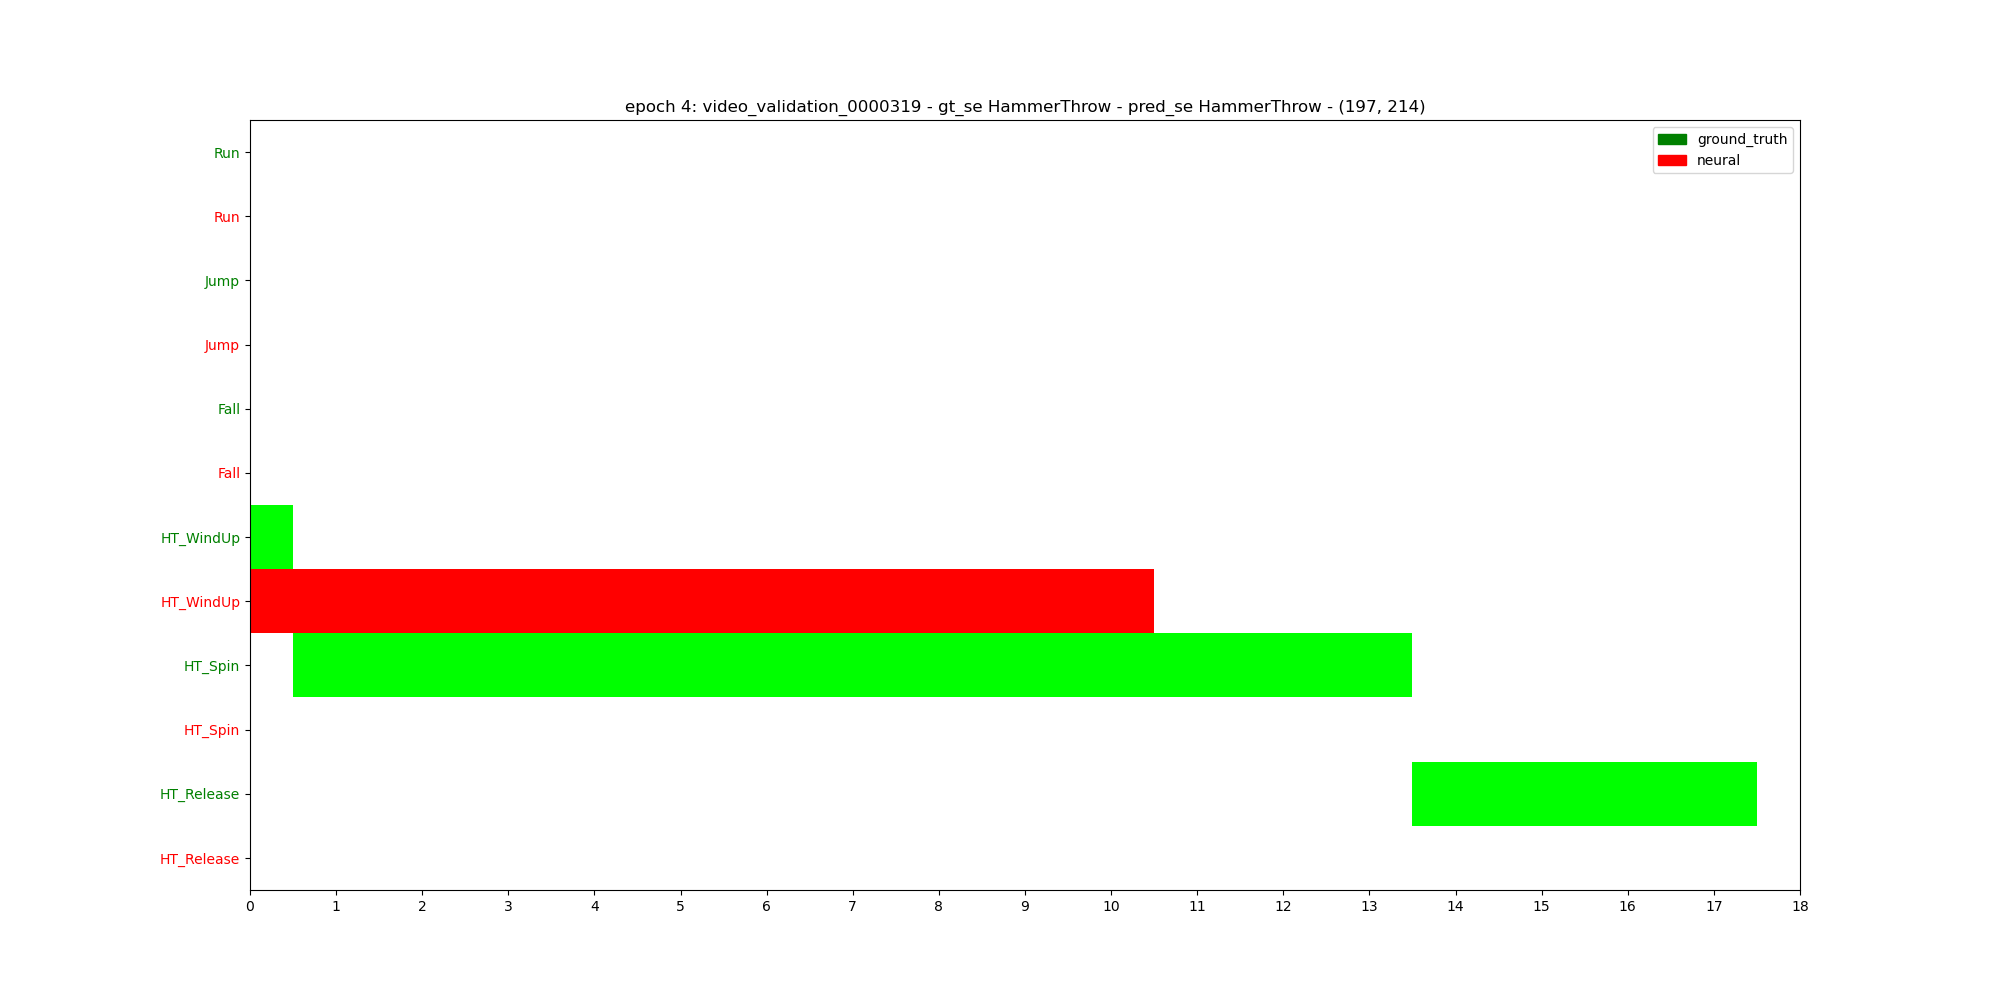 epoch 4: video_validation_0000319 - gt_se HammerThrow - pred_se HammerThrow - (197, 214)
ground_truth
neural
Run
Run
Jump
Jump
Fall
Fall
HT_WindUp
HT_WindUp
HT_Spin
HT_Spin
HT_Release
HT_Release
0 1 2 3 4 5 6 7 8 9 10 11 12 13 14 15 16 17 18